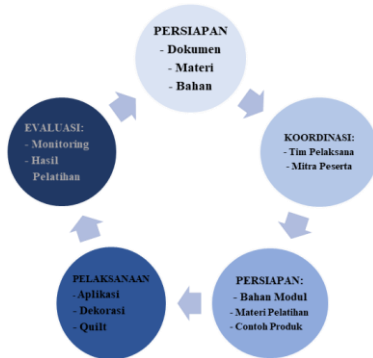 PERSIAPAN
- Dokumen
- Materi
- Bahan
KOORDINASI:
- Tim Pelaksana
- Mitra Peserta
PERSIAPAN:
- Bahan Modul
- Materi Pelatihan
- Contoh Produk
PELAKSANAAN
-Aplikasi
-Dekorasi
-Quilt
EVALUASI:
- Monitoring
- Hasil
Pelatihan